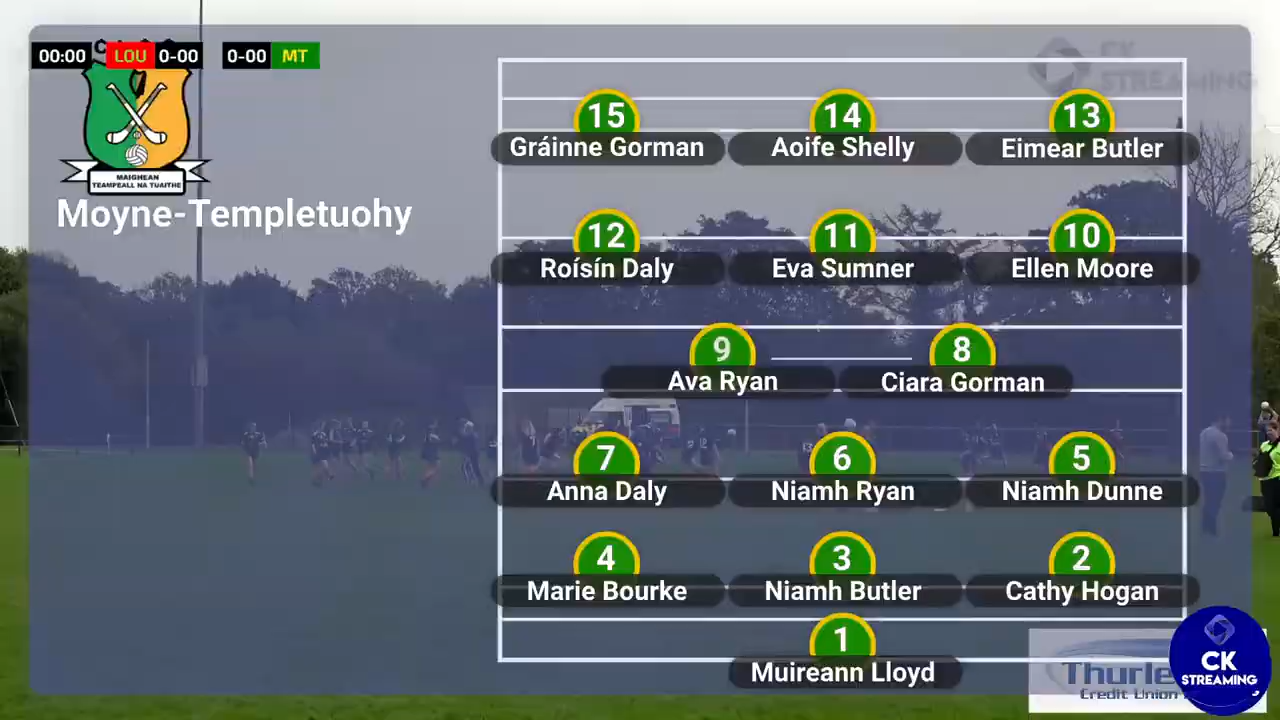 00:00 LOU 0-00 0-00 MT
CK
STREAMING
MAIGHEAN
TEAMPEALL NA TUAITHE
Moyne-Templetuohy
15 14 13
Gráinne Gorman Aoife Shelly Eimear Butler
12 11 10
Roísín Daly Eva Sumner Ellen Moore
9 8
Ava Ryan Ciara Gorman
7 6 5
Anna Daly Niamh Ryan Niamh Dunne
4 3 2
Marie Bourke Niamh Butler Cathy Hogan
1
Muireann Lloyd
Credit Union
CK
STREAMING